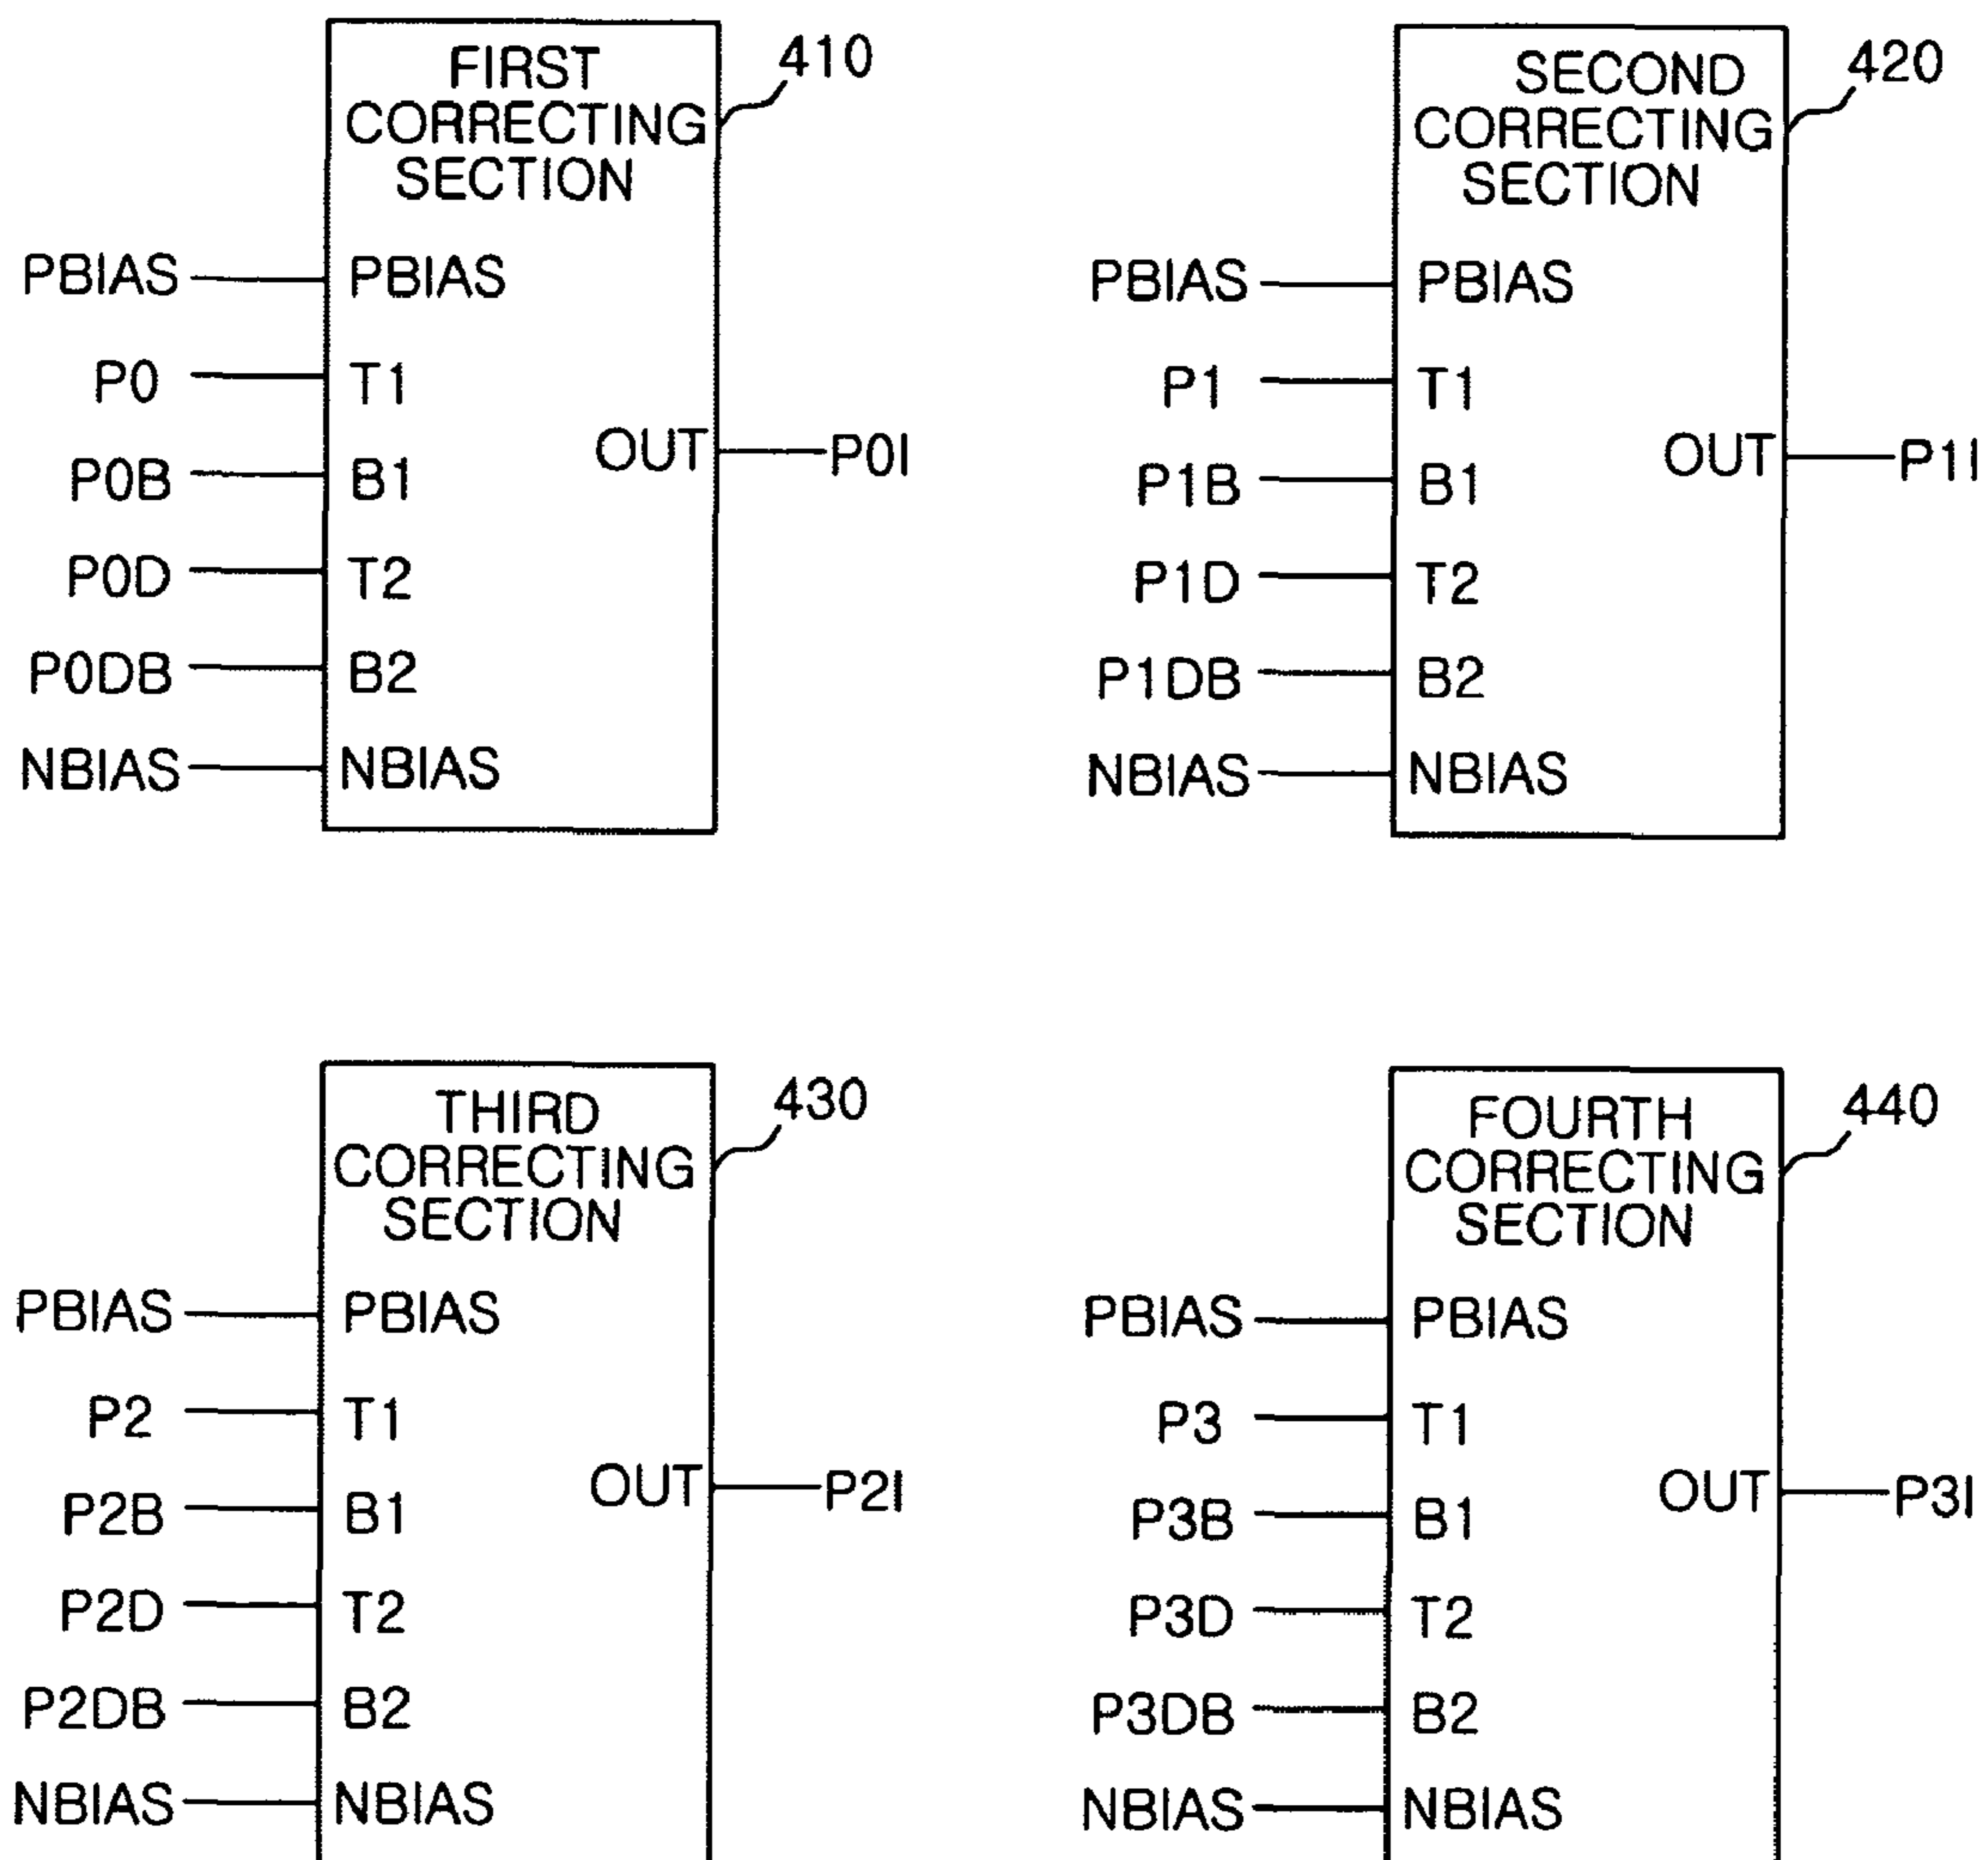 FIRST
CORRECTING
SECTION
410
PBIAS
PBIAS
P0
T1
P0B
B1
OUT
P0I
P0D
T2
P0DB
B2
NBIAS
NBIAS
SECOND
CORRECTING
SECTION
420
PBIAS
PBIAS
P1
T1
P1B
B1
OUT
P1I
P1D
T2
P1DB
B2
NBIAS
NBIAS
THIRD
CORRECTING
SECTION
430
PBIAS
PBIAS
P2
T1
P2B
B1
OUT
P2I
P2D
T2
P2DB
B2
NBIAS
NBIAS
FOURTH
CORRECTING
SECTION
440
PBIAS
PBIAS
P3
T1
P3B
B1
OUT
P3I
P3D
T2
P3DB
B2
NBIAS
NBIAS